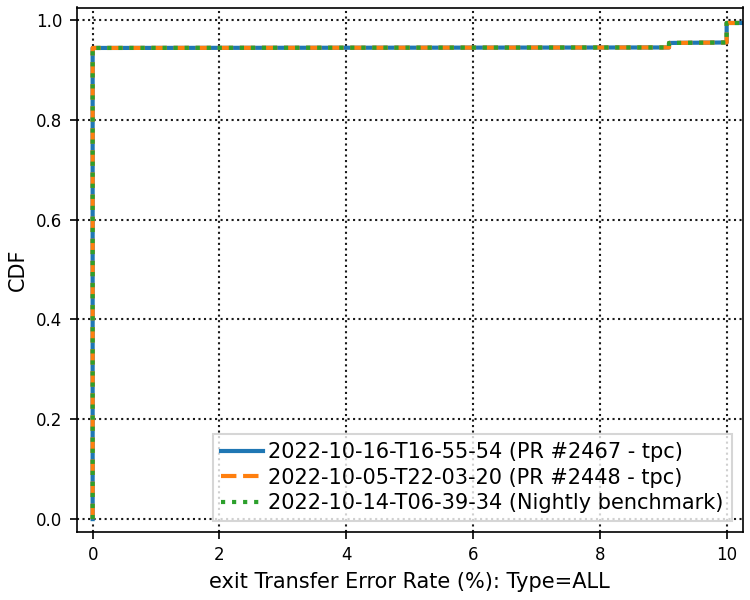 1.0
0.8
0.6
0.4
0.2
0.0
CDF
2022-10-16-T16-55-54 (PR #2467 - tpc)
2022-10-05-T22-03-20 (PR #2448 - tpc)
2022-10-14-T06-39-34 (Nightly benchmark)
0 2 4 6 8 10
exit Transfer Error Rate (%): Type=ALL